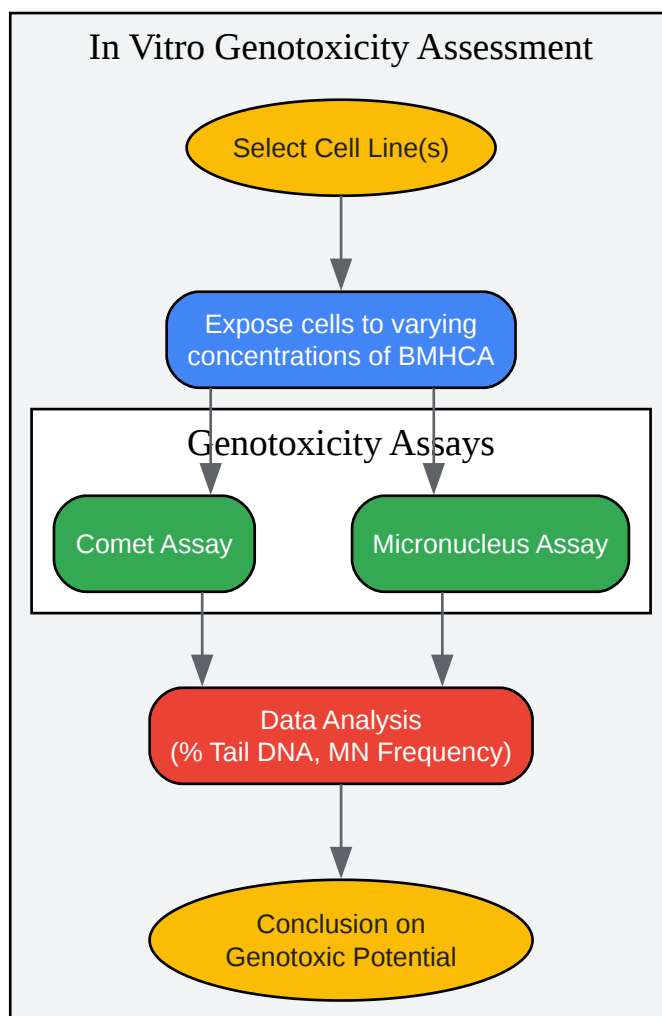 In Vitro Genotoxicity Assessment
Select Cell Line(s)
Expose cells to varying
concentrations of BMHCA
Genotoxicity Assays
Comet Assay
Micronucleus Assay
Data Analysis
(% Tail DNA, MN Frequency)
Conclusion on
Genotoxic Potential